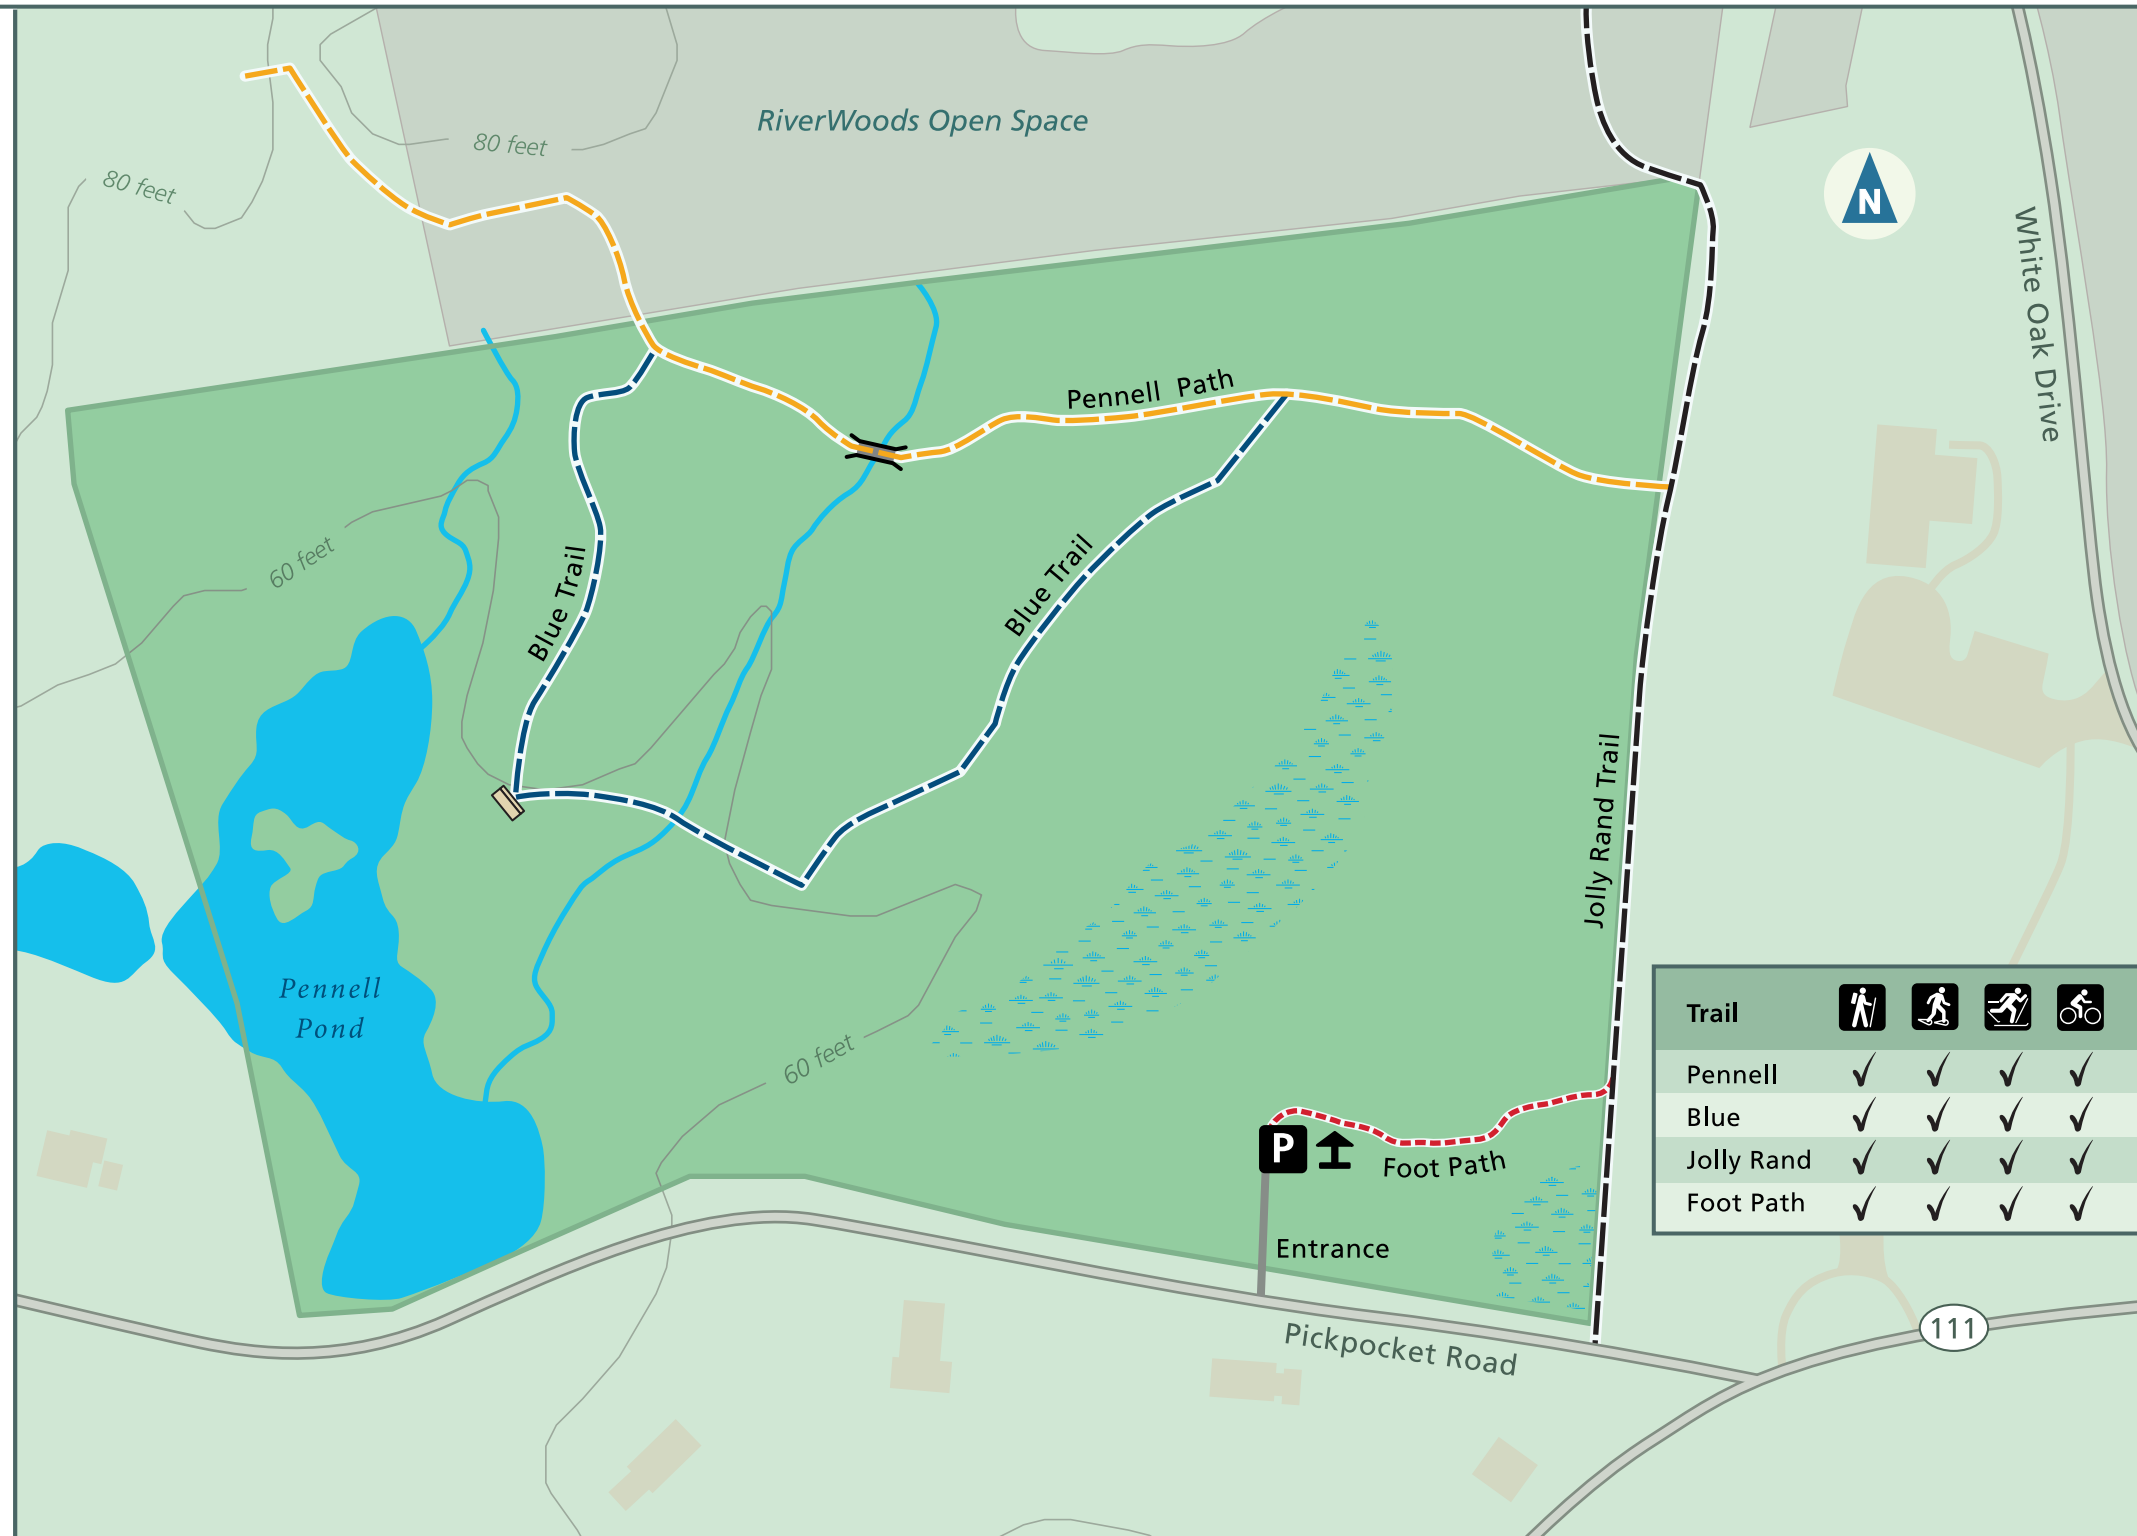 RiverWoods Open Space
80 feet
80 feet
N
White Oak Drive
Pennell Path
60 feet
Blue Trail
Blue Trail
Jolly Rand Trail
Pennell
Pond
60 feet
Trail
Pennell
Blue
Jolly Rand
Foot Path
P
Foot Path
Entrance
Pickpocket Road
111